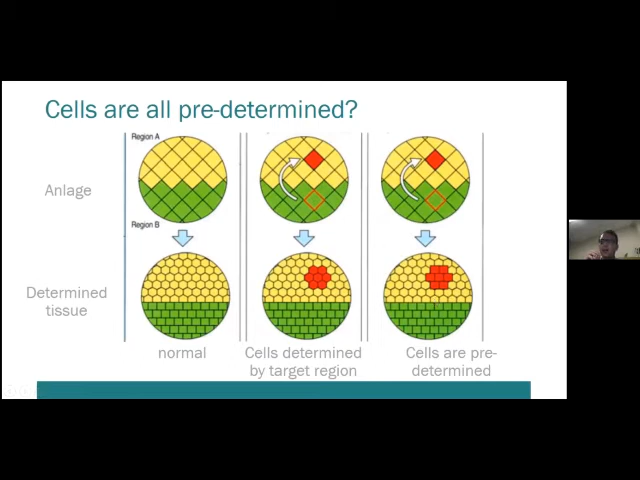 Cells are all pre-determined?
Region A
Anlage
Region B
Determined
tissue
normal
Cells determined
by target region
Cells are pre-
determined